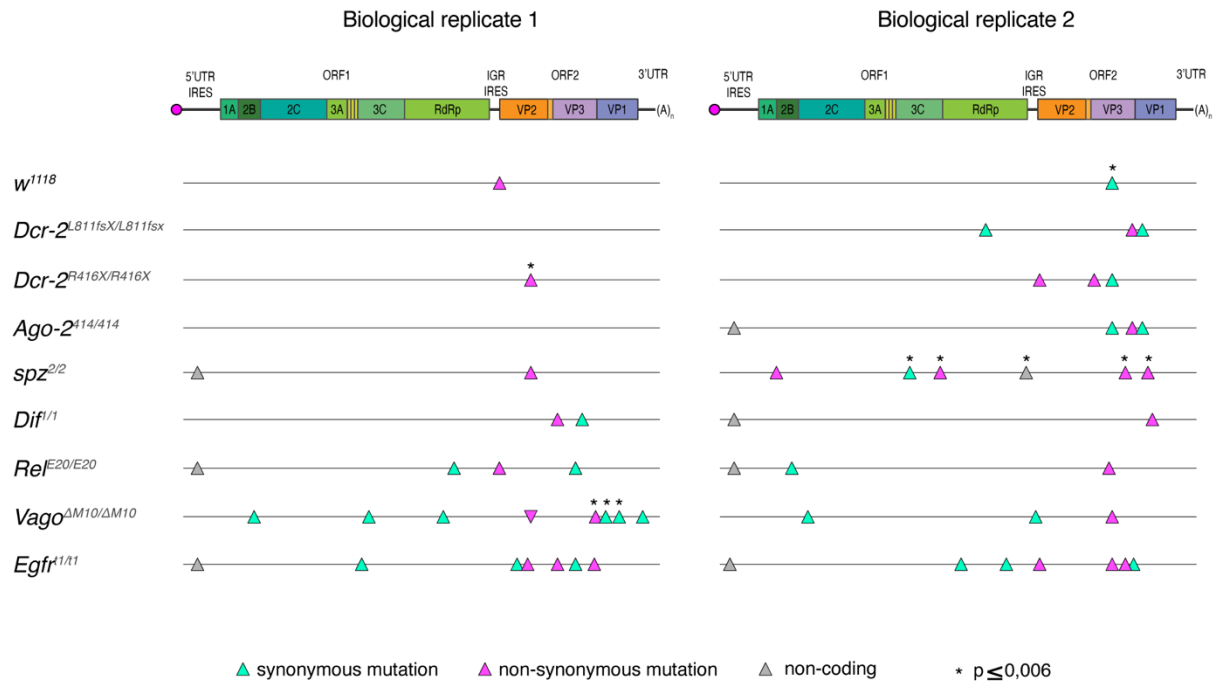 Biological replicate 1 Biological replicate 2
5'UTR ORF1 IGR ORF2 3'UTR 5'UTR ORF1 IGR ORF2 3'UTR
IRES IRES IRES IRES
1A 2B 2C 3A 3C RdRp VP2 VP3 VP1 (A)n 1A 2B 2C 3A 3C RdRp VP2 VP3 VP1 (A)n
*
w1118
Dcr-2L811fsX/L811fsx
*
Dcr-2R416X/R416X
Ago-2414/414
* * * * *
spz2/2
Dif1/1
RelE20/E20
* * *
VagoΔM10/ΔM10
Egfrt1/t1
synonymous mutation non-synonymous mutation non-coding * p≤0,006